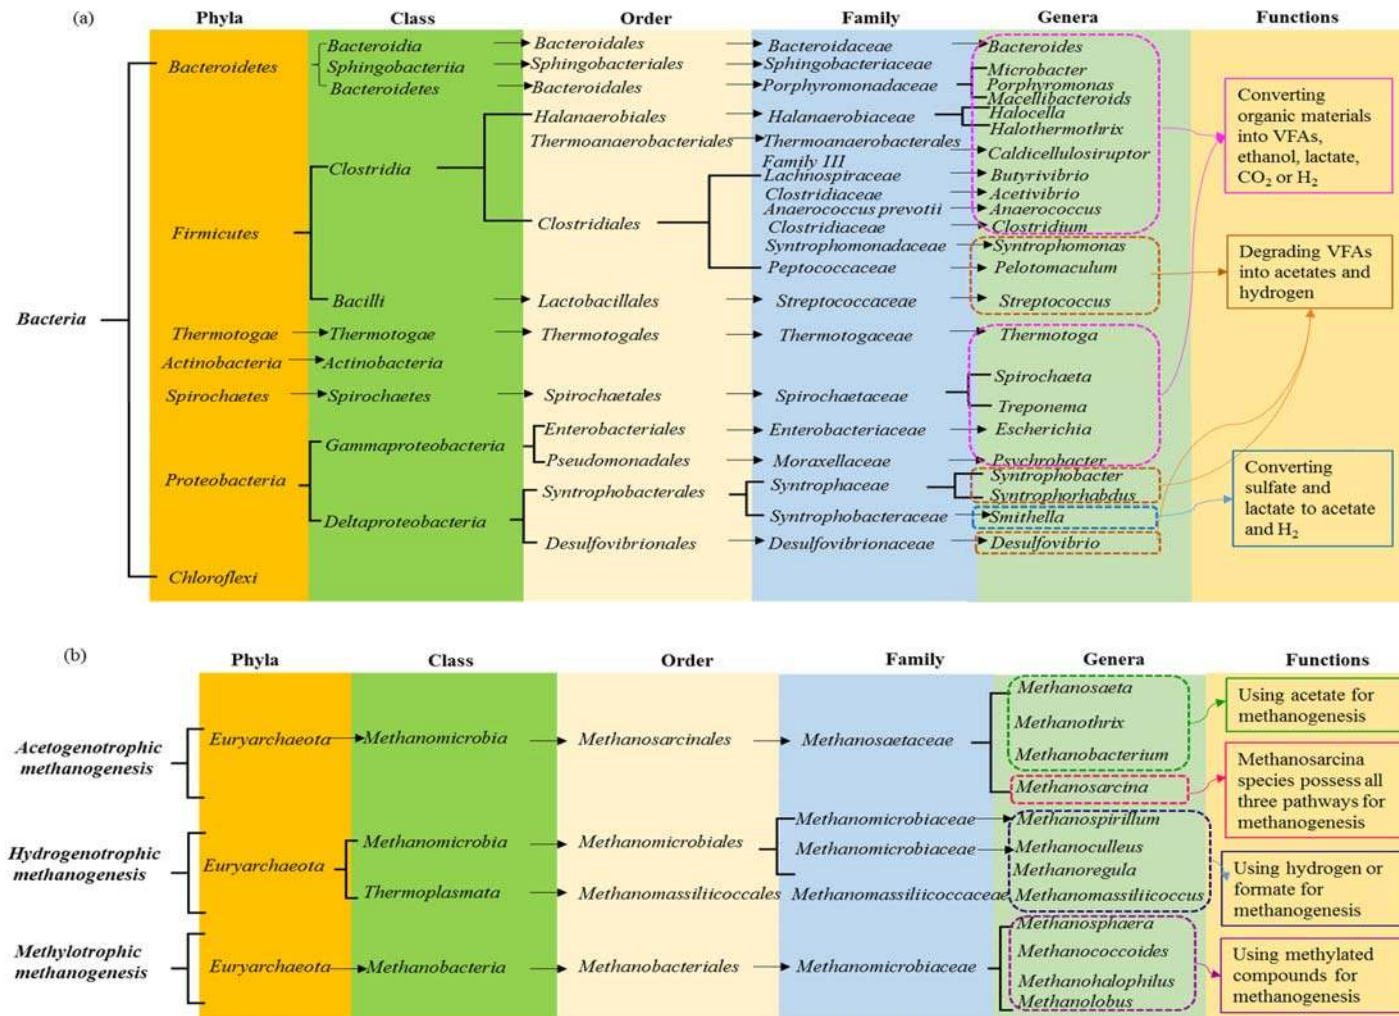 (a)
Phyla Class Order Family Genera Functions
Bacteria
Bacteroidetes
Firmicutes
Thermotogae
Actinobacteria
Spirochaetes
Proteobacteria
Chloroflexi
Bacteroidia
Sphingobacteriia
Bacteroidetes
Clostridia
Bacilli
Thermotogae
Actinobacteria
Spirochaetes
Gammaproteobacteria
Deltaproteobacteria
Bacteroidales
Sphingobacteriales
Bacteroidales
Halanaerobiales
Thermoanaerobacteriales
Clostridiales
Lactobacillales
Thermotogales
Spirochaetales
Enterobacteriales
Pseudomonadales
Syntrophobacterales
Desulfovibrionales
Bacteroidaceae
Sphingobacteriaceae
Porphyromonadaceae
Halanaerobiaceae
Thermoanaerobacterales
Family III
Lachnospiraceae
Clostridiaceae
Anaerococcus prevotii
Clostridiaceae
Syntrophomonadaceae
Peptococcaceae
Streptococcaceae
Thermotogaceae
Spirochaetaceae
Enterobacteriaceae
Moraxellaceae
Syntrophaceae
Syntrophobacteraceae
Desulfovibrionaceae
Bacteroides
Microbacter
Porphyromonas
Macellibacteroids
Halocella
Halothermothrix
Caldicellulosiruptor
Butyrivibrio
Acetivibrio
Anaerococcus
Clostridium
Syntrophomonas
Pelotomaculum
Streptococcus
Thermotoga
Spirochaeta
Treponema
Escherichia
Psychrobacter
Syntrophobacter
Syntrophorhabdus
Smithella
Desulfovibrio
Converting
organic materials
into VFAs,
ethanol, lactate,
CO₂ or H₂
Degrading VFAs
into acetates and
hydrogen
Converting
sulfate and
lactate to acetate
and H₂
(b)
Phyla Class Order Family Genera Functions
Acetogenotrophic
methanogenesis
Hydrogenotrophic
methanogenesis
Methylotrophic
methanogenesis
Euryarchaeota
Euryarchaeota
Euryarchaeota
Methanomicrobia
Methanomicrobia
Thermoplasmata
Methanobacteria
Methanosarcinales
Methanomicrobiales
Methanomassiliicoccales
Methanobacteriales
Methanosaetaceae
Methanomicrobiaceae
Methanomicrobiaceae
Methanomassiliicoccaceae
Methanomicrobiaceae
Methanosaeta
Methanothrix
Methanobacterium
Methanosarcina
Methanospirillum
Methanoculleus
Methanoregula
Methanomassiliicoccus
Methanosphaera
Methanococcoides
Methanohalophilus
Methanolobus
Using acetate for
methanogenesis
Methanosarcina
species possess all
three pathways for
methanogenesis
Using hydrogen or
formate for
methanogenesis
Using methylated
compounds for
methanogenesis